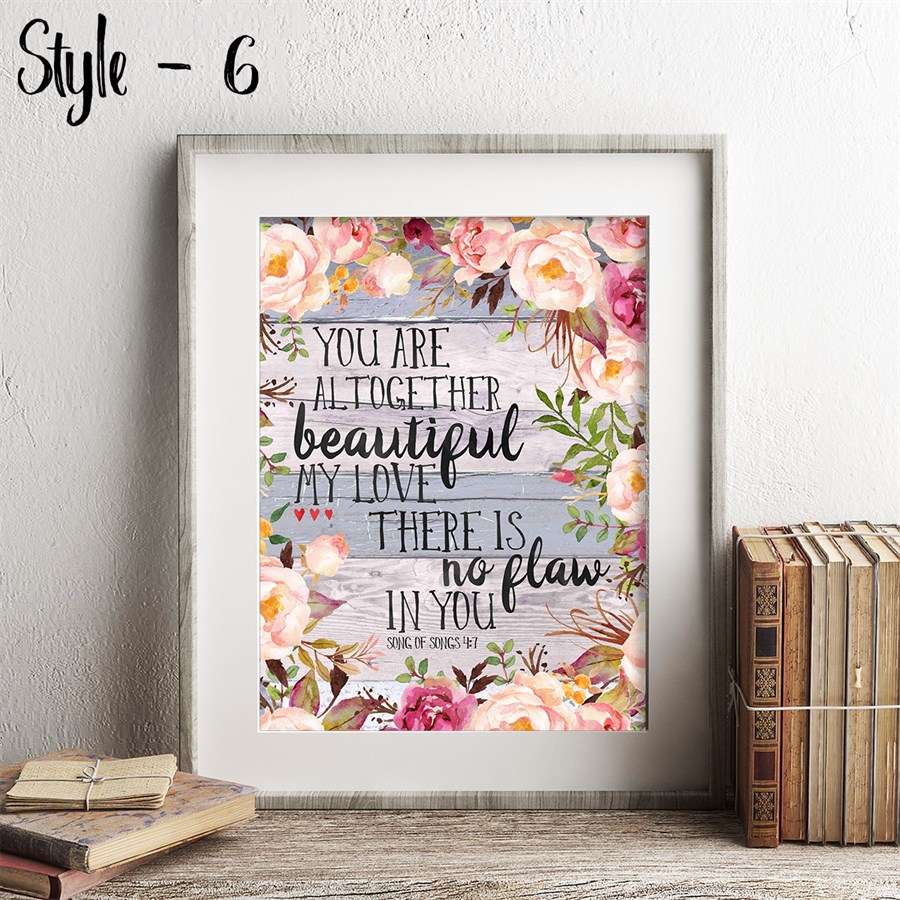 Style - 6
YOU ARE
ALTOGETHER
beautiful
MY LOVE
THERE IS
no flaw
IN YOU
SONG OF SONGS 4:7